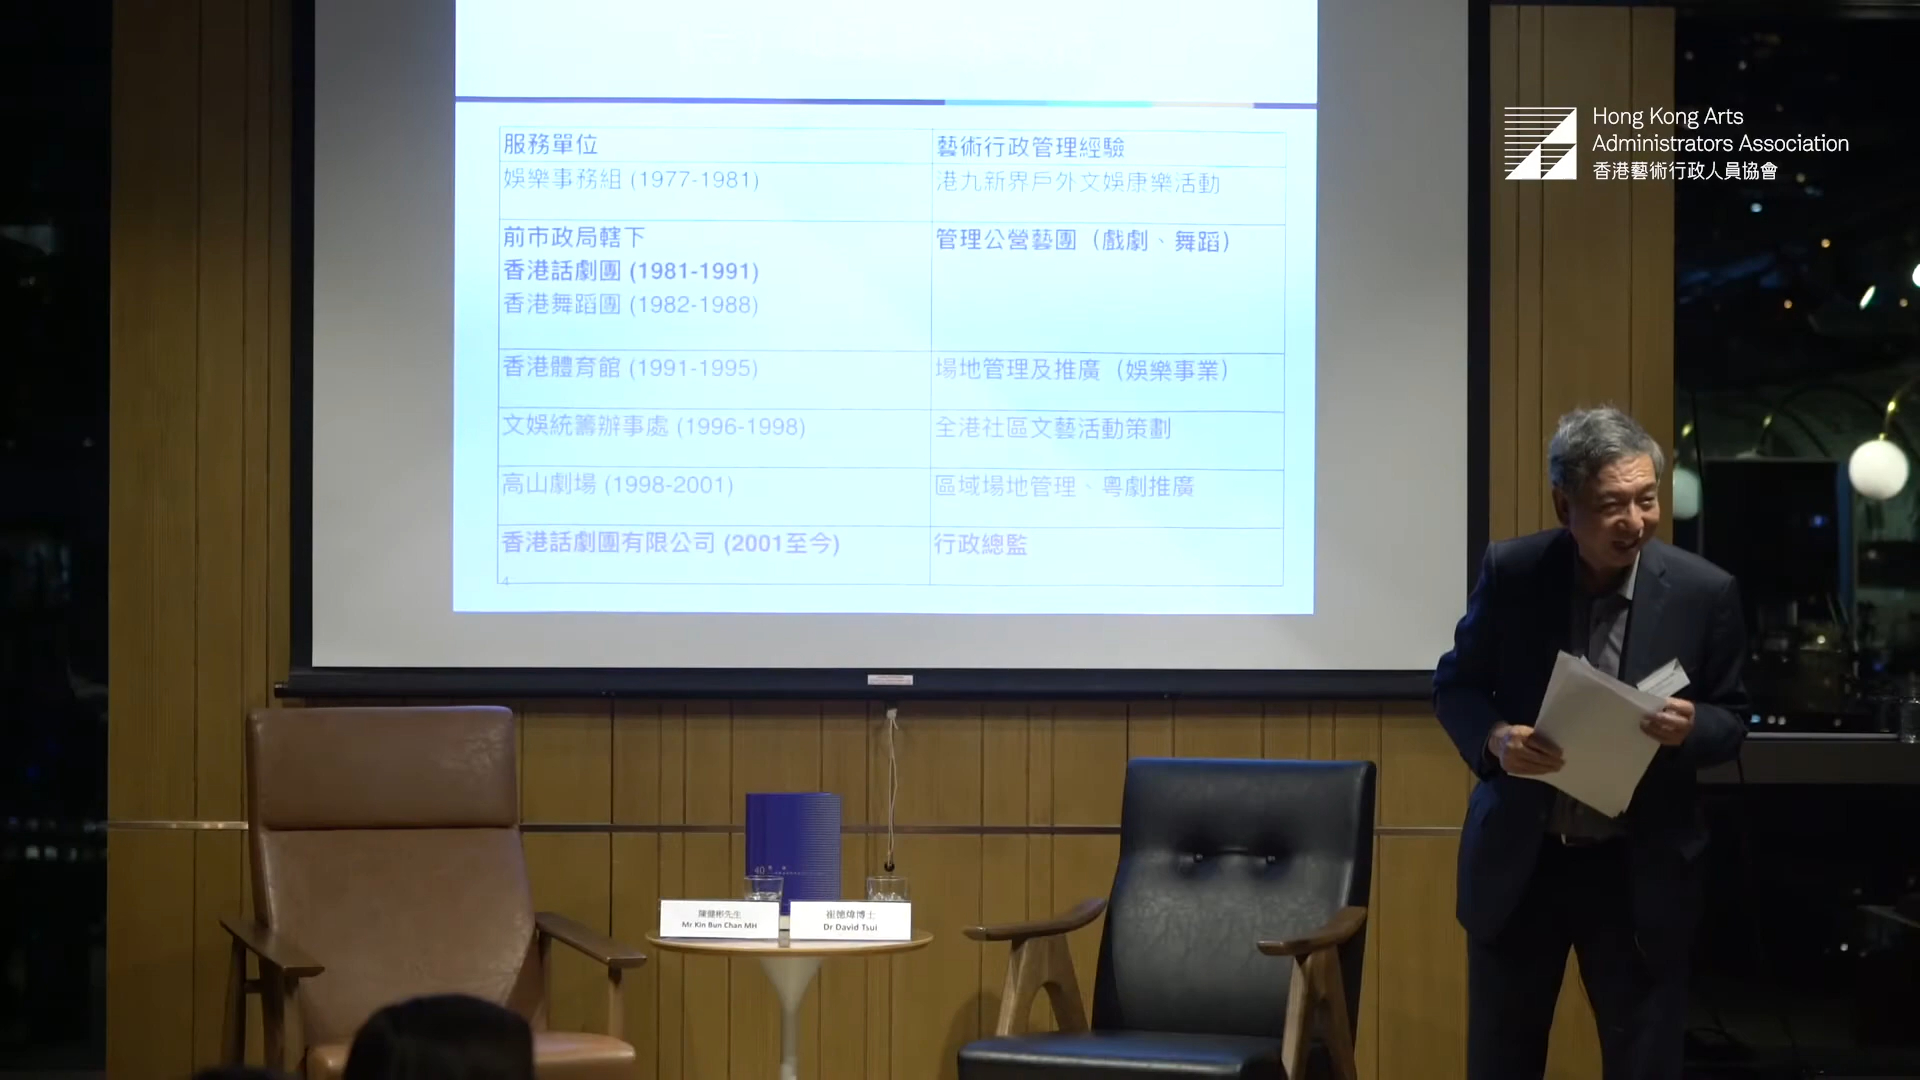 服務單位
藝術行政管理經驗
娛樂事務組 (1977-1981)
港九新界戶外文娛康樂活動
前市政局轄下
香港話劇團 (1981-1991)
香港舞蹈團 (1982-1988)
管理公營藝團（戲劇、舞蹈）
香港體育館 (1991-1995)
場地管理及推廣（娛樂事業）
文娛統籌辦事處 (1996-1998)
全港社區文藝活動策劃
高山劇場 (1998-2001)
區域場地管理、粵劇推廣
香港話劇團有限公司 (2001至今)
行政總監
4
Hong Kong Arts
Administrators Association
香港藝術行政人員協會
40
陳健彬先生
Mr Kin Bun Chan MH
崔德煒博士
Dr David Tsui